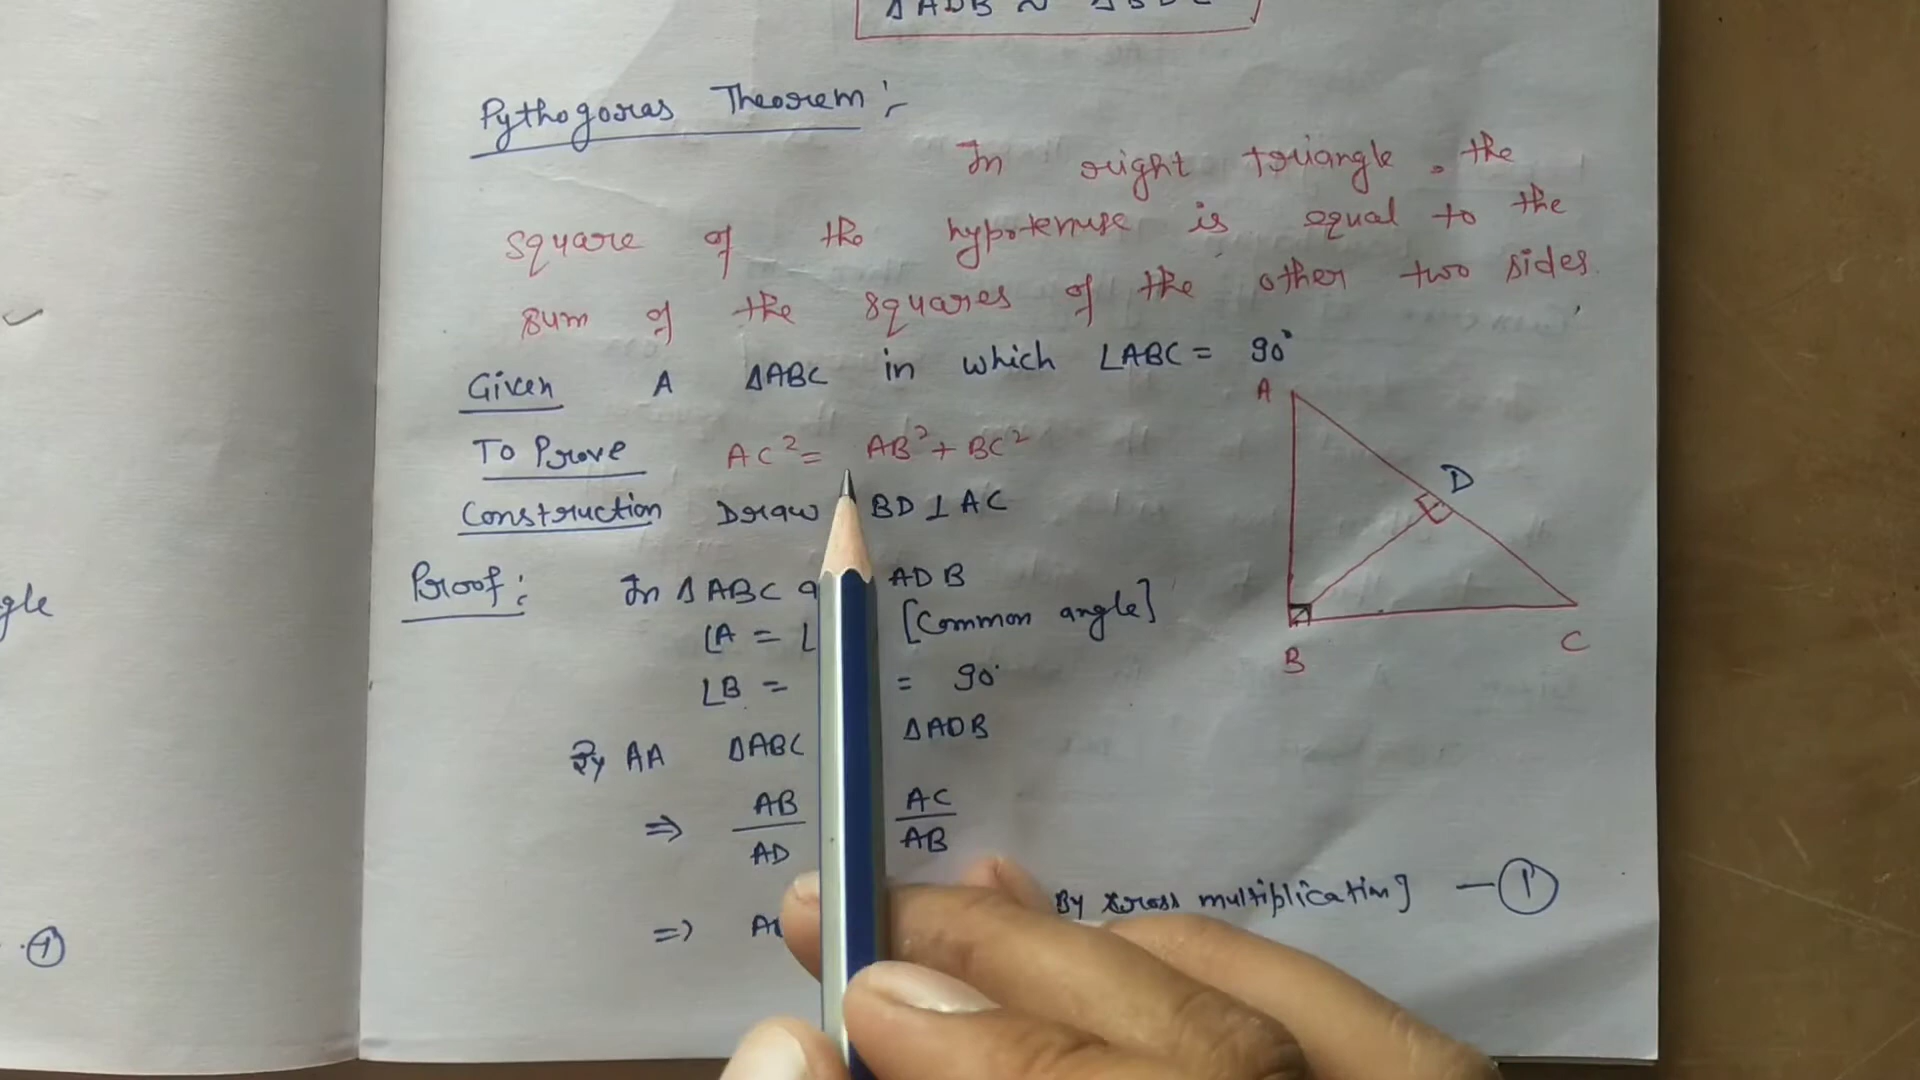 Pythogoras Theorem :-
In right triangle, the
square of the hypotenuse is equal to the
sum of the squares of the other two sides.
Given A ΔABC in which ∠ABC = 90°
To Prove AC² = AB² + BC²
Construction Draw BD ⊥ AC
Proof : In ΔABC ADB
∠A = ∠ [Common angle]
∠B = = 90°
By AA ΔABC ΔADB
⇒ AB/AD AC/AB
⇒ By cross multiplication] — ①
A
D
B
C
gle
①